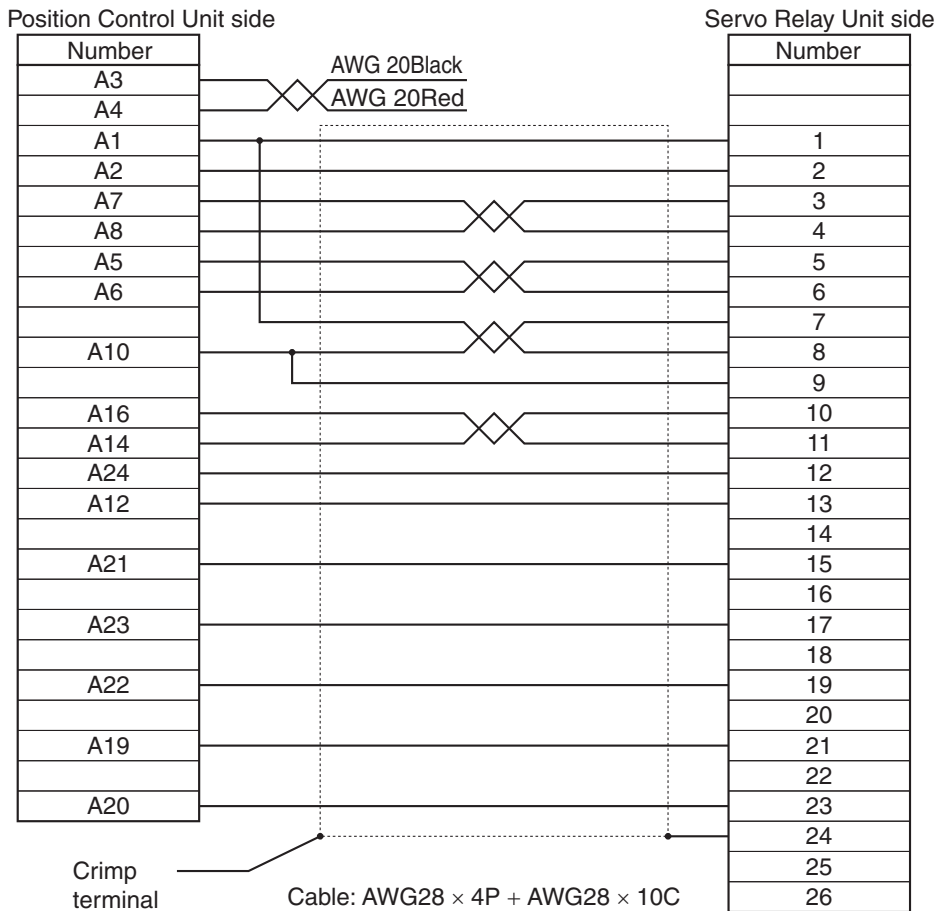 Position Control Unit side
Servo Relay Unit side
Number
Number
A3
AWG 20Black
A4
AWG 20Red
A1
1
A2
2
A7
3
A8
4
A5
5
A6
6
7
A10
8
9
A16
10
A14
11
A24
12
A12
13
14
A21
15
16
A23
17
18
A22
19
20
A19
21
22
A20
23
24
25
26
Crimp
terminal
Cable: AWG28 × 4P + AWG28 × 10C